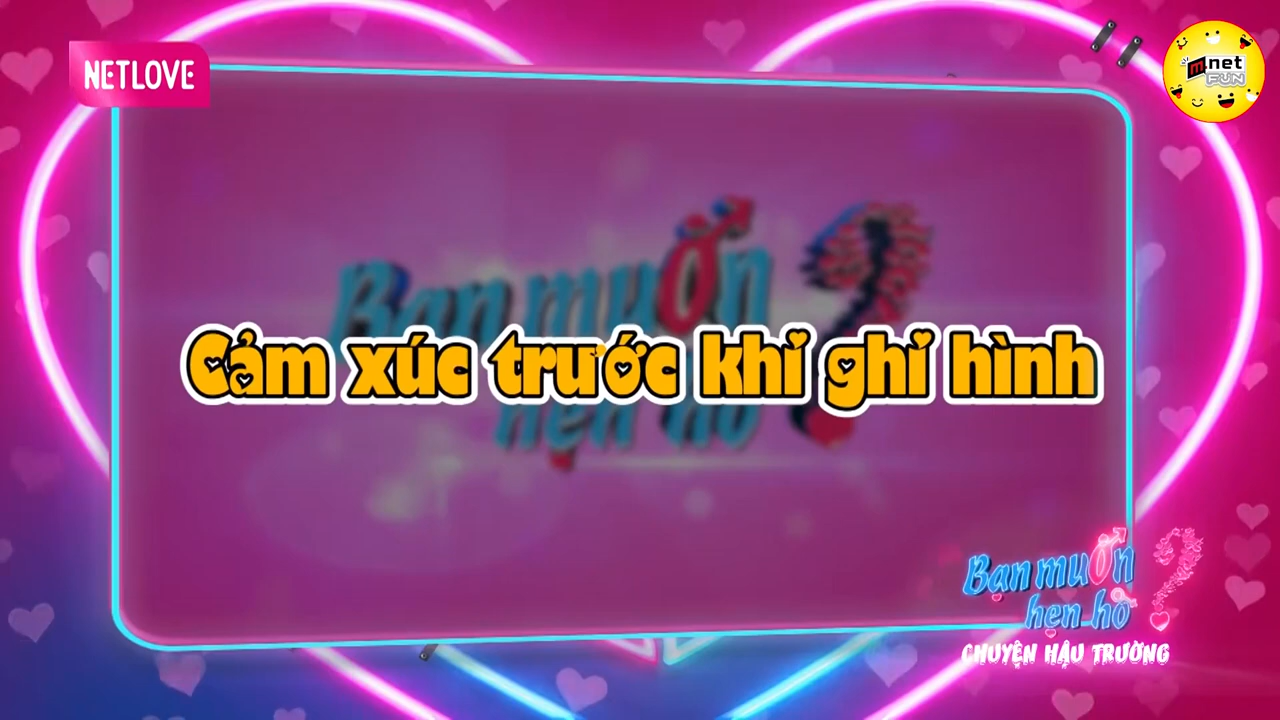 NETLOVE
mnet
FUN
Bạn muốn
Cảm xúc trước khi ghi hình
hẹn hò
Bạn muốn
hẹn hò ?
CHUYỆN HẬU TRƯỜNG